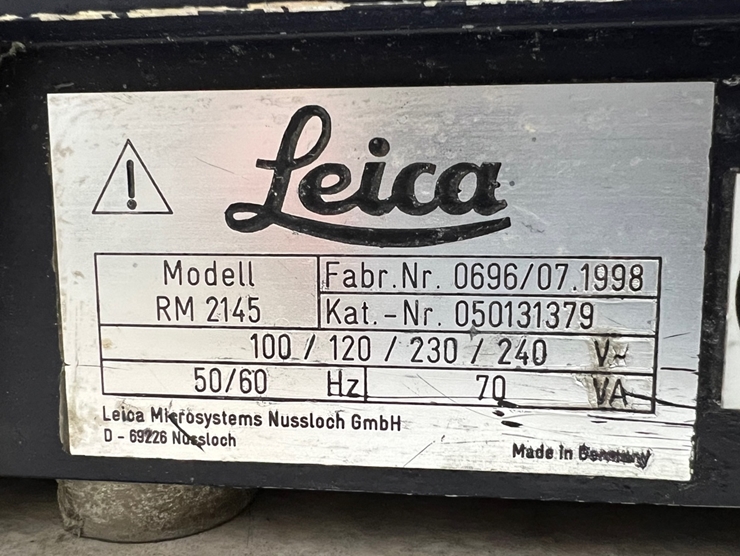 Leica
Modell
RM 2145
Fabr.Nr. 0696/07.1998
Kat.-Nr. 050131379
100 / 120 / 230 / 240 V~
50/60 Hz 70 VA
Leica Microsystems Nussloch GmbH
D - 69226 Nussloch
Made in Germany